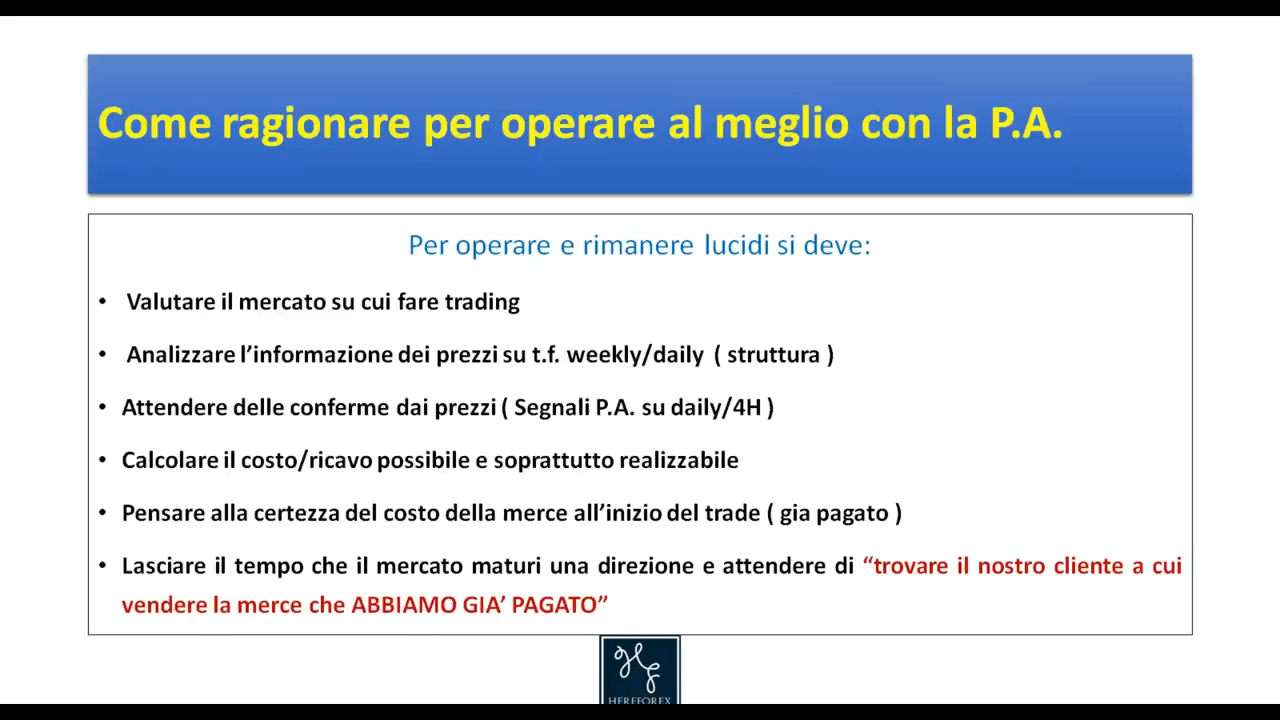 Come ragionare per operare al meglio con la P.A.
Per operare e rimanere lucidi si deve:
• Valutare il mercato su cui fare trading
• Analizzare l’informazione dei prezzi su t.f. weekly/daily ( struttura )
• Attendere delle conferme dai prezzi ( Segnali P.A. su daily/4H )
• Calcolare il costo/ricavo possibile e soprattutto realizzabile
• Pensare alla certezza del costo della merce all’inizio del trade ( gia pagato )
• Lasciare il tempo che il mercato maturi una direzione e attendere di “trovare il nostro cliente a cui
vendere la merce che ABBIAMO GIA’ PAGATO”
HEREFOREX